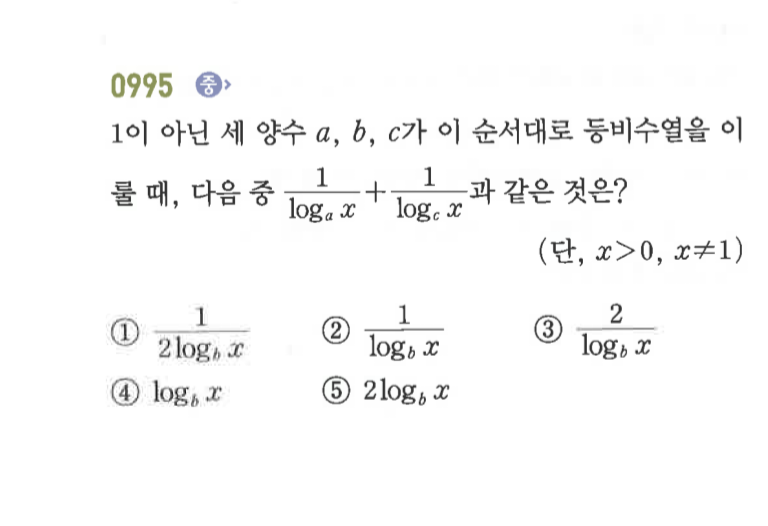 0995 중
1이 아닌 세 양수 a, b, c가 이 순서대로 등비수열을 이
룰 때, 다음 중 \frac{1}{\log_a x} + \frac{1}{\log_c x}과 같은 것은?
(단, x>0, x≠1)
① \frac{1}{2\log_b x} ② \frac{1}{\log_b x} ③ \frac{2}{\log_b x}
④ \log_b x ⑤ 2\log_b x